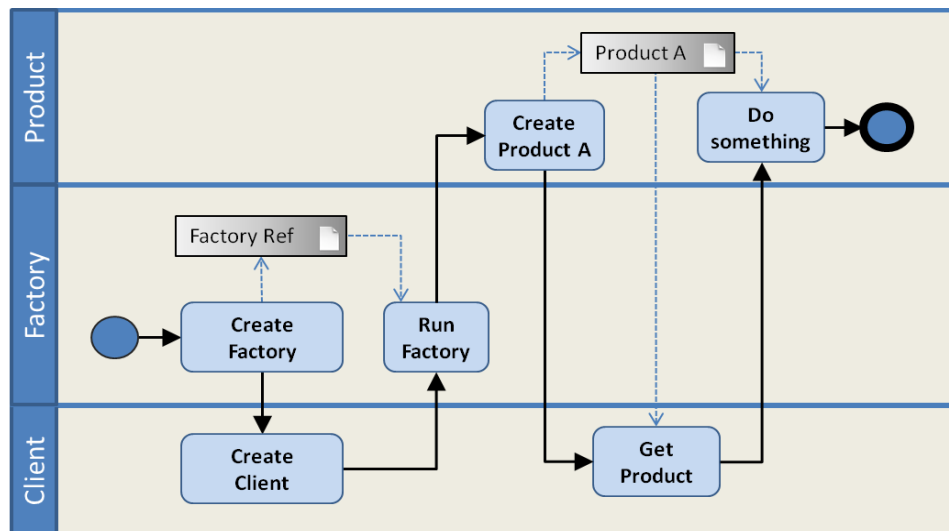 Product
Product A
Create
Product A
Do
something
Factory
Factory Ref
Create
Factory
Run
Factory
Client
Create
Client
Get
Product